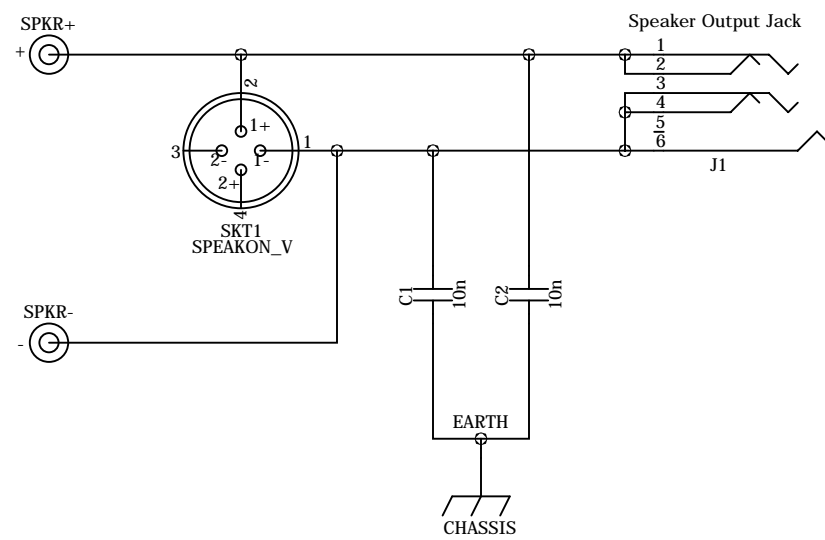 SPKR+
Speaker Output Jack
+
1
2
3
4
5
6
J1
2
1+
3
2-
1-
1
2+
4
SKT1
SPEAKON_V
C1
10n
C2
10n
SPKR-
-
EARTH
CHASSIS